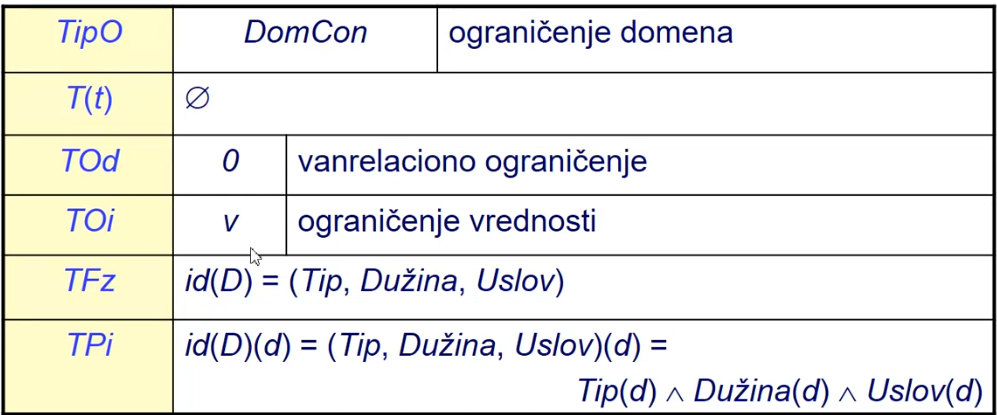 TipO DomCon ograničenje domena
T(t) ∅
TOd 0 vanrelaciono ograničenje
TOi v ograničenje vrednosti
TFz id(D) = (Tip, Dužina, Uslov)
TPi id(D)(d) = (Tip, Dužina, Uslov)(d) =
Tip(d) ∧ Dužina(d) ∧ Uslov(d)